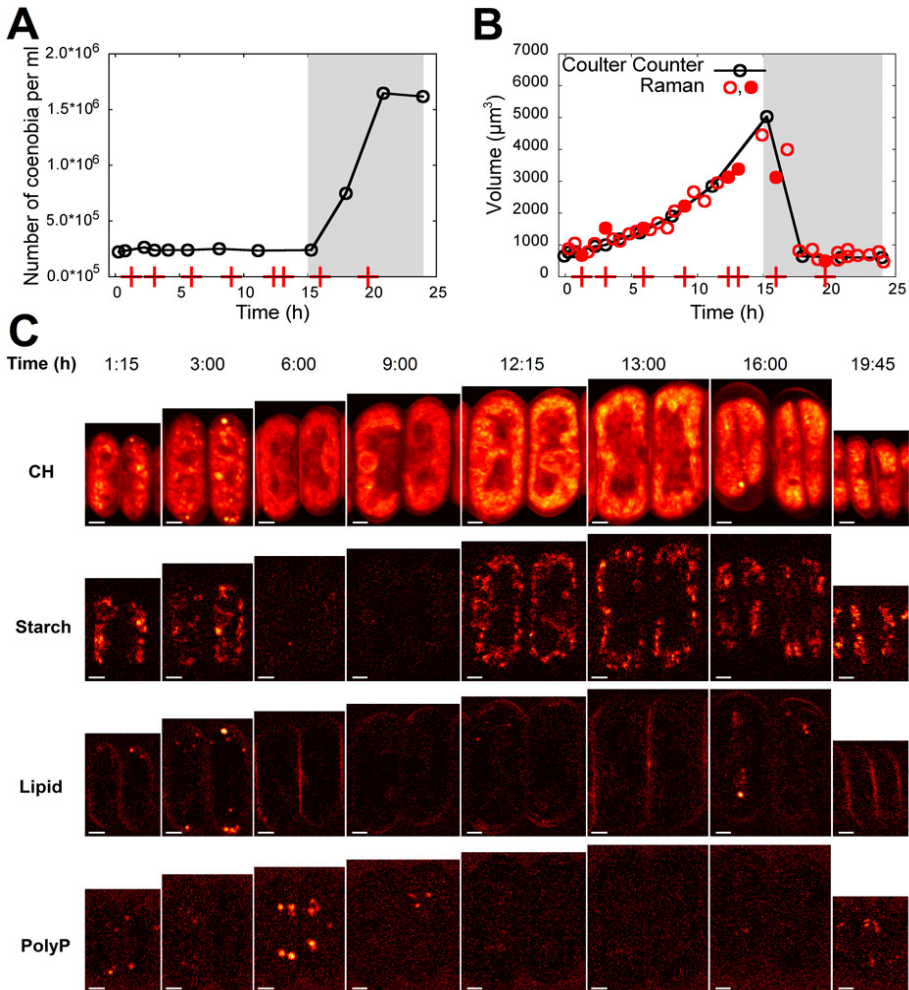 A
Number of coenobia per ml
2.0*10⁶
1.5*10⁶
1.0*10⁶
5.0*10⁵
0.0*10⁵
0 5 10 15 20 25
Time (h)
B
Volume (µm³)
7000
6000
5000
4000
3000
2000
1000
0
Coulter Counter
Raman ,
0 5 10 15 20 25
Time (h)
C
Time (h) 1:15 3:00 6:00 9:00 12:15 13:00 16:00 19:45
CH
Starch
Lipid
PolyP